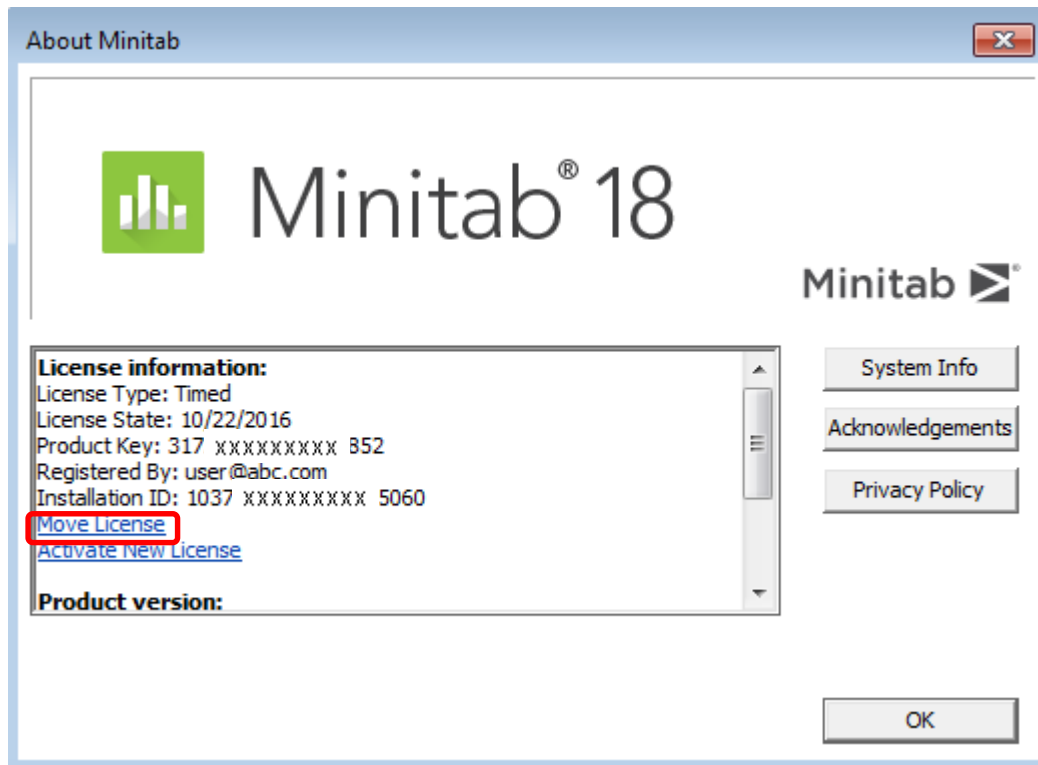 About Minitab
Minitab® 18
Minitab ®
License information:
License Type: Timed
License State: 10/22/2016
Product Key: 317 xxxxxxxxx 852
Registered By: user@abc.com
Installation ID: 1037 xxxxxxxxx 5060
Move License
Activate New License
Product version:
System Info
Acknowledgements
Privacy Policy
OK